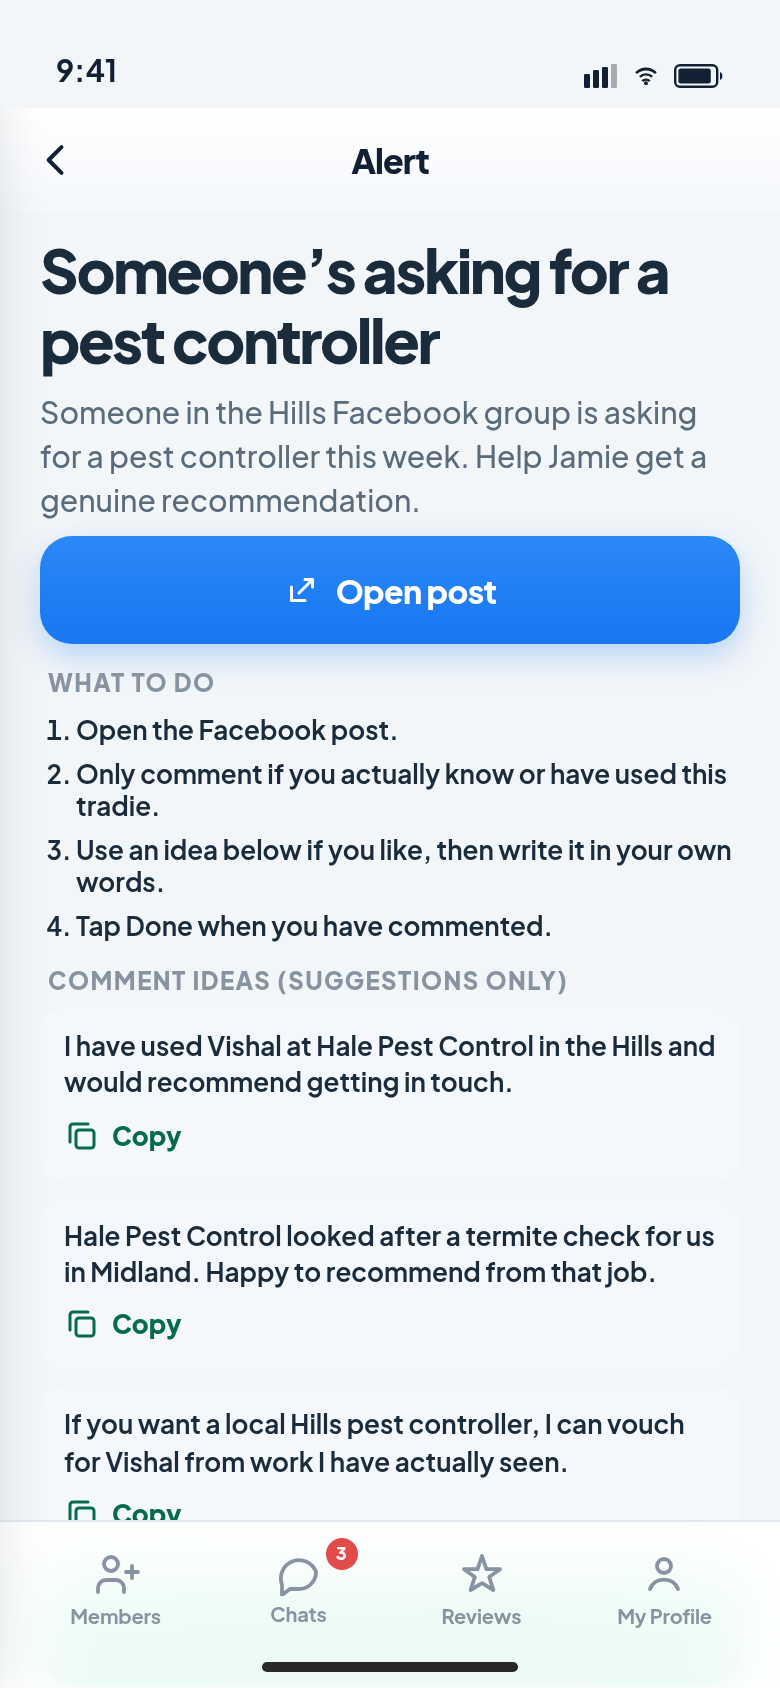 9:41
Alert
Someone’s asking for a
pest controller
Someone in the Hills Facebook group is asking
for a pest controller this week. Help Jamie get a
genuine recommendation.
Open post
WHAT TO DO
1. Open the Facebook post.
2. Only comment if you actually know or have used this
tradie.
3. Use an idea below if you like, then write it in your own
words.
4. Tap Done when you have commented.
COMMENT IDEAS (SUGGESTIONS ONLY)
I have used Vishal at Hale Pest Control in the Hills and
would recommend getting in touch.
Copy
Hale Pest Control looked after a termite check for us
in Midland. Happy to recommend from that job.
Copy
If you want a local Hills pest controller, I can vouch
for Vishal from work I have actually seen.
Copy
3
Members
Chats
Reviews
My Profile